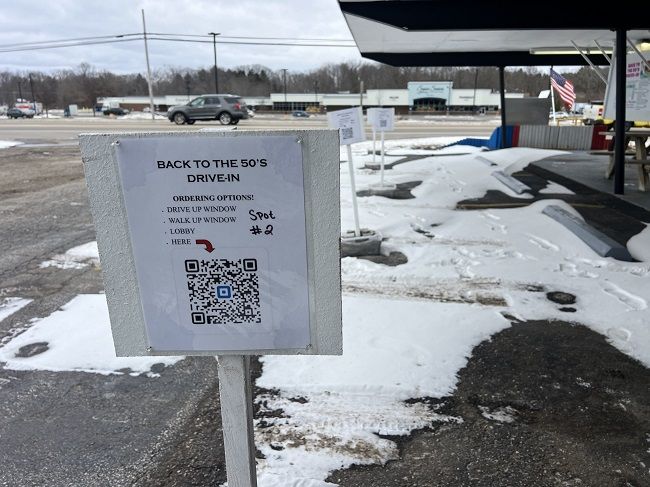 BACK TO THE 50'S
DRIVE-IN
ORDERING OPTIONS!
. DRIVE UP WINDOW
. WALK UP WINDOW
. LOBBY
. HERE
Spot
#2